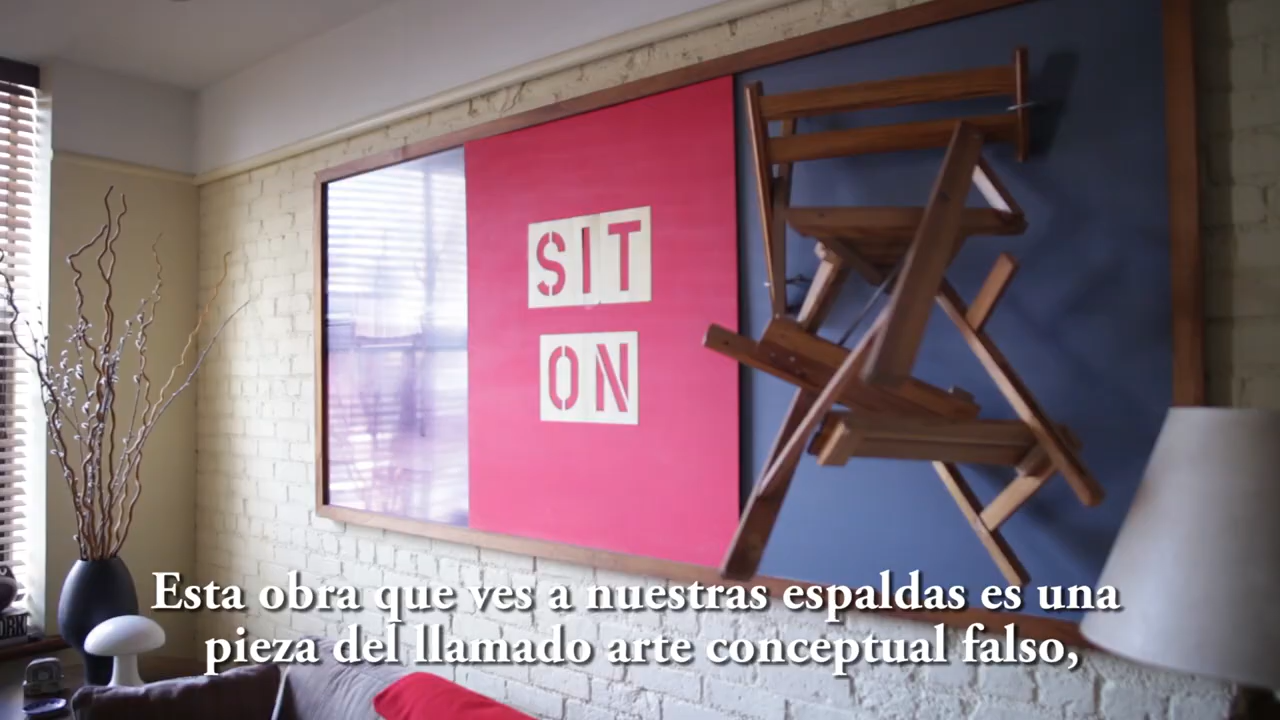 SIT
ON
Esta obra que ves a nuestras espaldas es una
pieza del llamado arte conceptual falso,